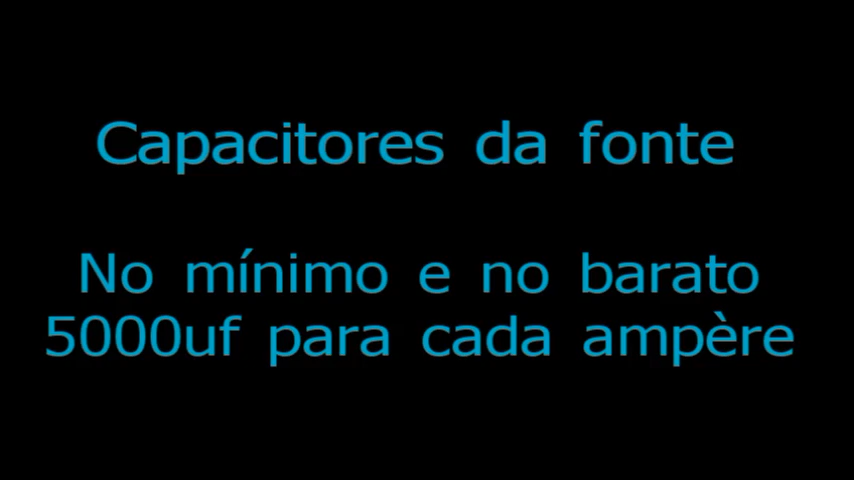 Capacitores da fonte
No mínimo e no barato
5000uf para cada ampère